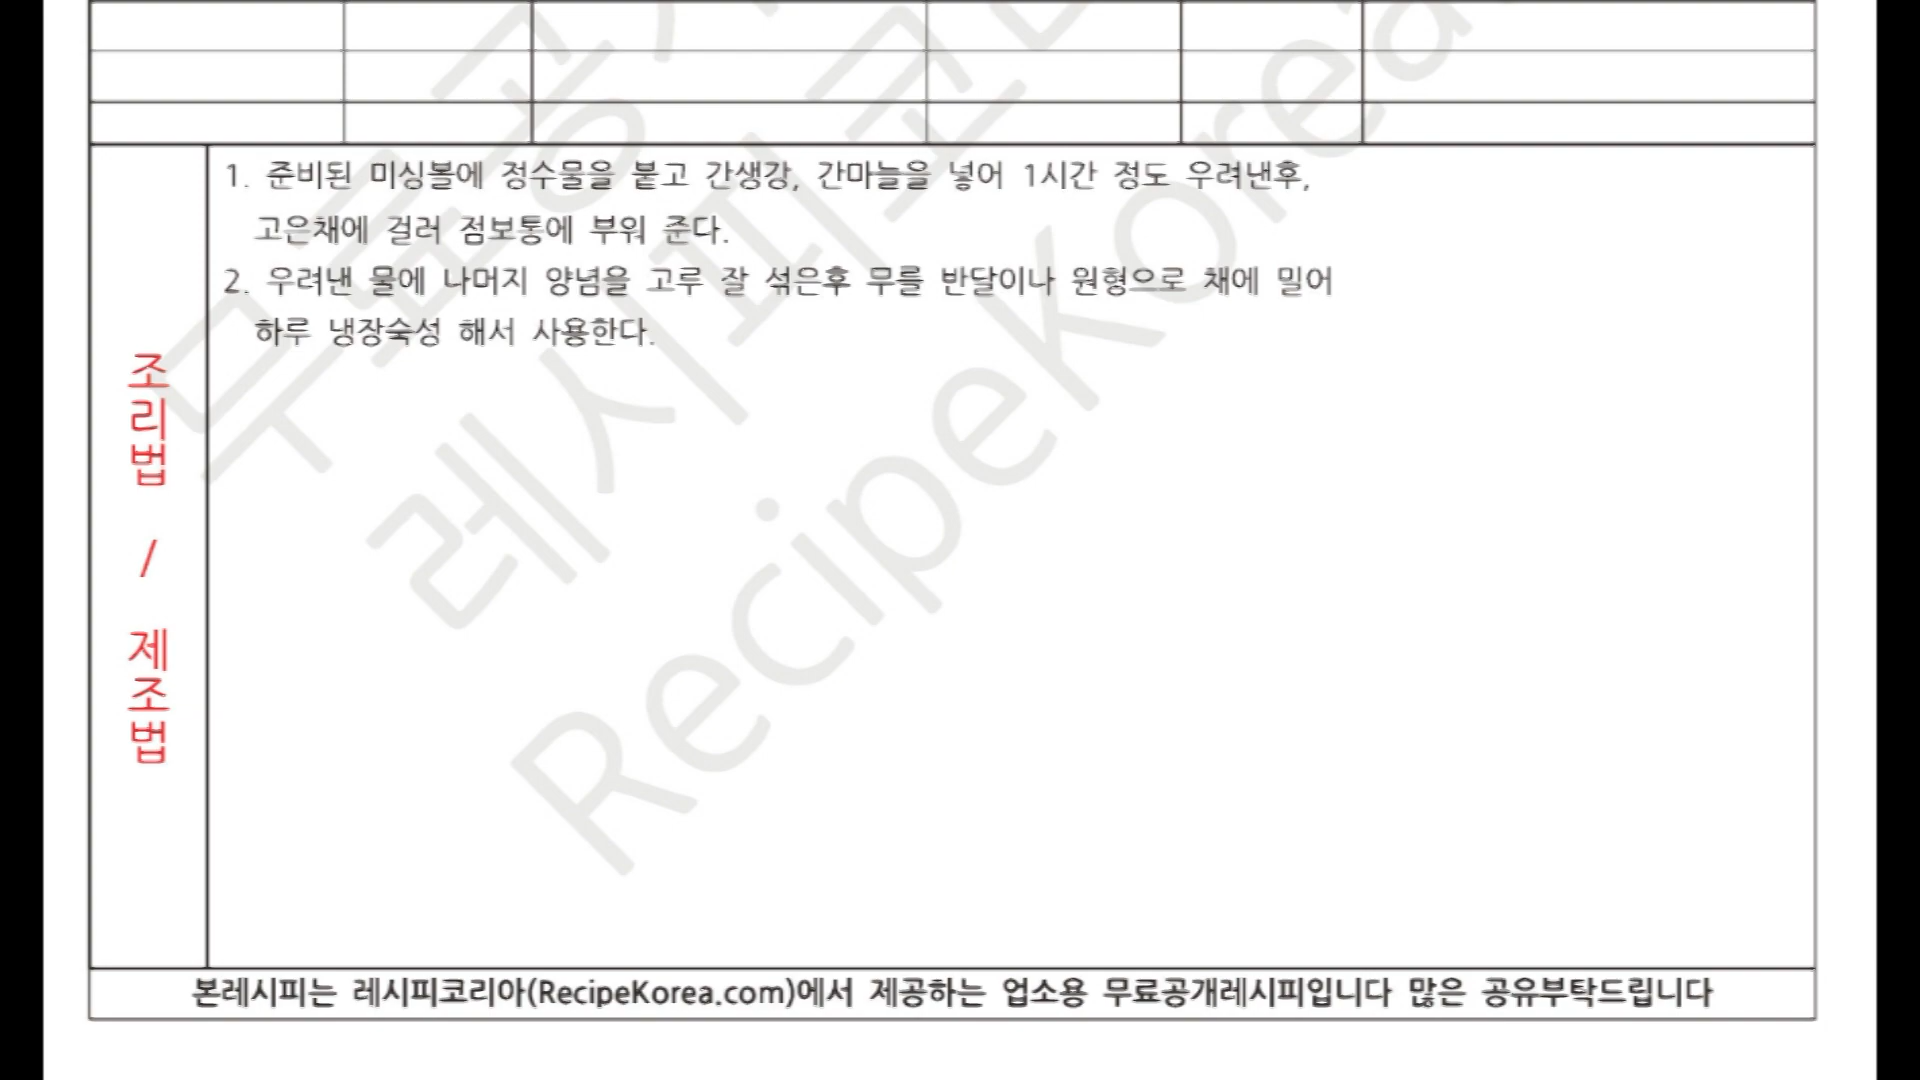 1. 준비된 미싱볼에 정수물을 붙고 간생강, 간마늘을 넣어 1시간 정도 우려낸후,
고은채에 걸러 점보통에 부워 준다.
2. 우려낸 물에 나머지 양념을 고루 잘 섞은후 무를 반달이나 원형으로 채에 밀어
하루 냉장숙성 해서 사용한다.
조리법 / 제조법
레시피코
RecipeKorea
본레시피는 레시피코리아(RecipeKorea.com)에서 제공하는 업소용 무료공개레시피입니다 많은 공유부탁드립니다